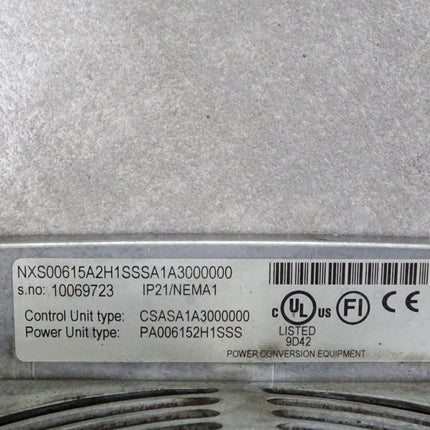 NXS00615A2H1SSSA1A3000000
s.no: 10069723 IP21/NEMA1
Control Unit type: CSASA1A3000000
Power Unit type: PA006152H1SSS
C UL US FI CE
LISTED
9D42
POWER CONVERSION EQUIPMENT